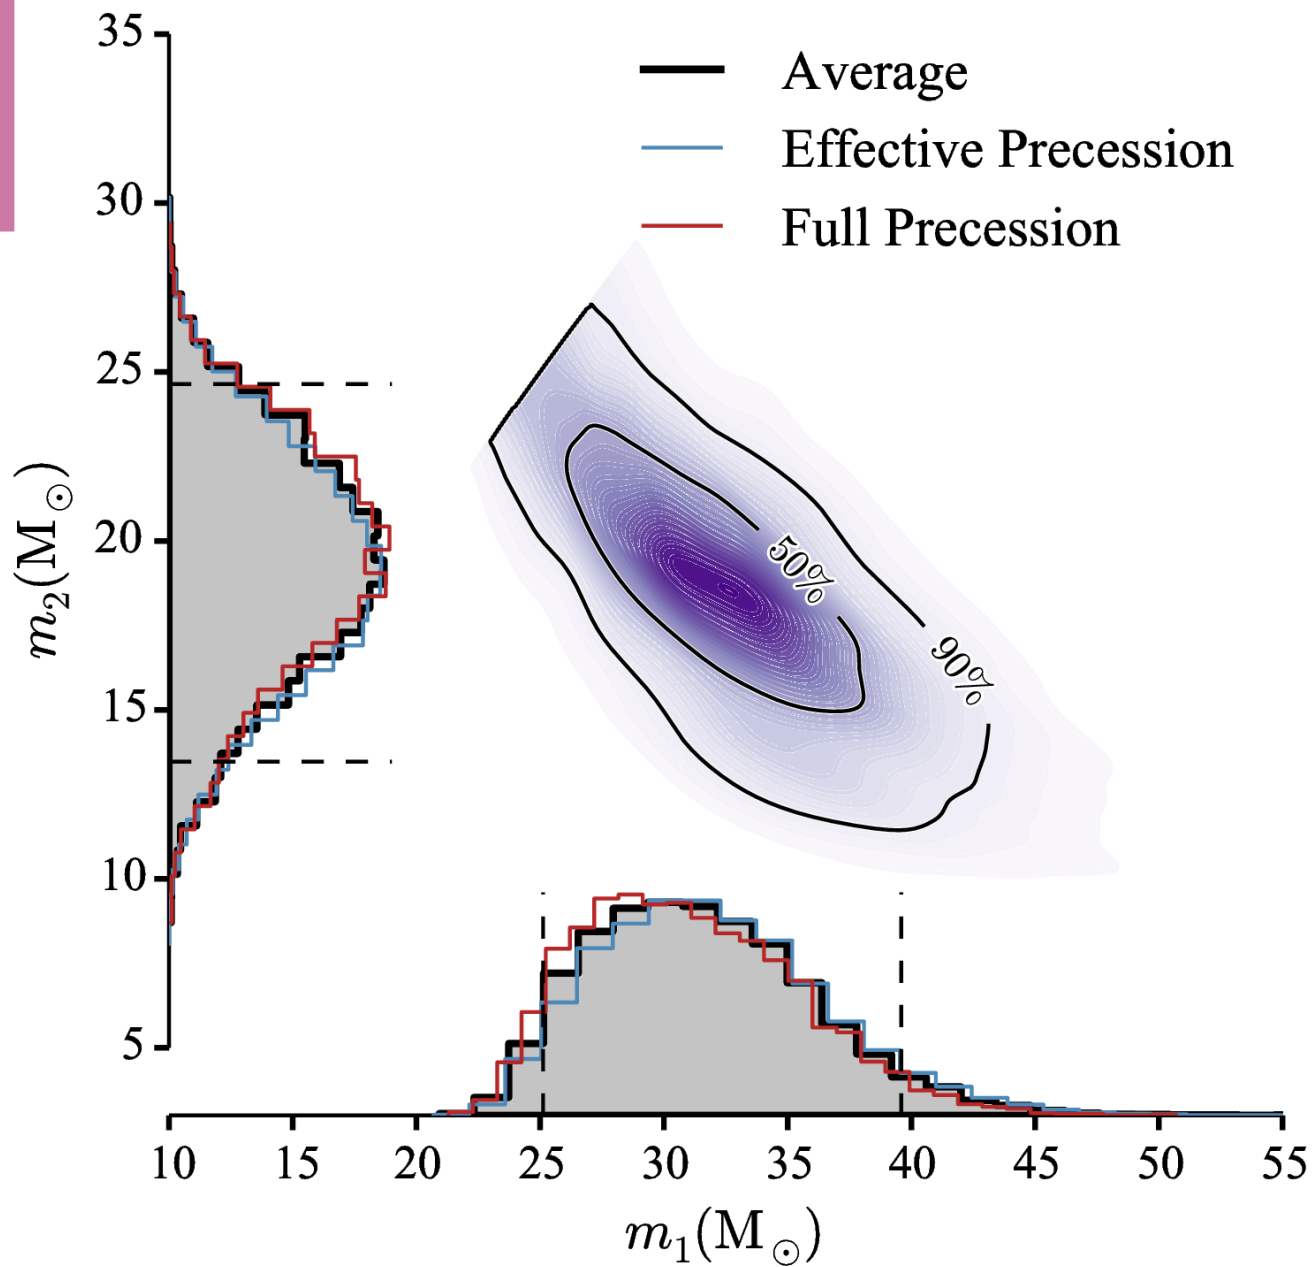 35
30
25
20
15
10
5
m₂(M⊙)
Average
Effective Precession
Full Precession
50%
90%
10 15 20 25 30 35 40 45 50 55
m₁(M⊙)